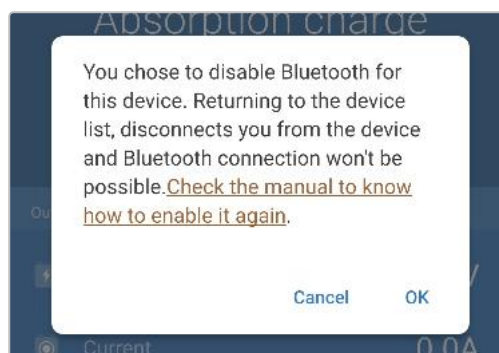 Absorption charge
You chose to disable Bluetooth for
this device. Returning to the device
list, disconnects you from the device
and Bluetooth connection won't be
possible.Check the manual to know
how to enable it again.
Ou
V
Cancel OK
Current 0.0A